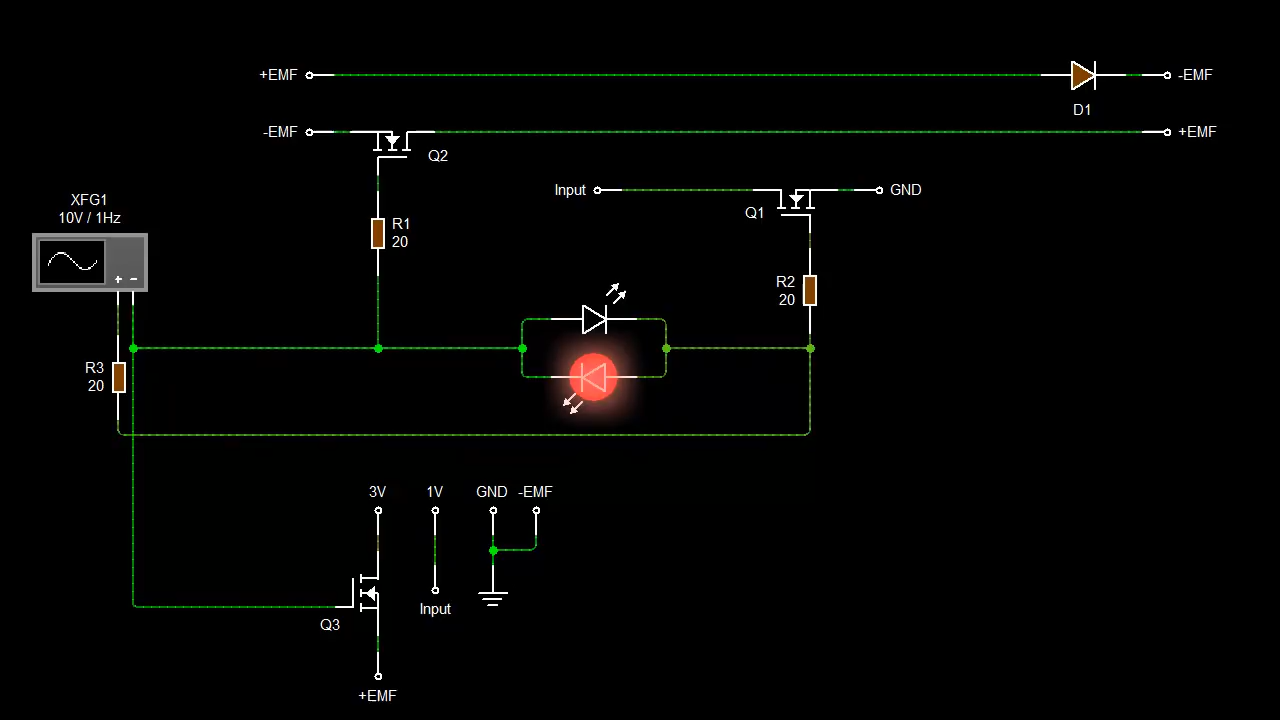 +EMF
-EMF
D1
-EMF
+EMF
Q2
Input
GND
Q1
XFG1
10V / 1Hz
+ −
R1
20
R2
20
R3
20
3V
1V
GND
-EMF
Q3
Input
+EMF